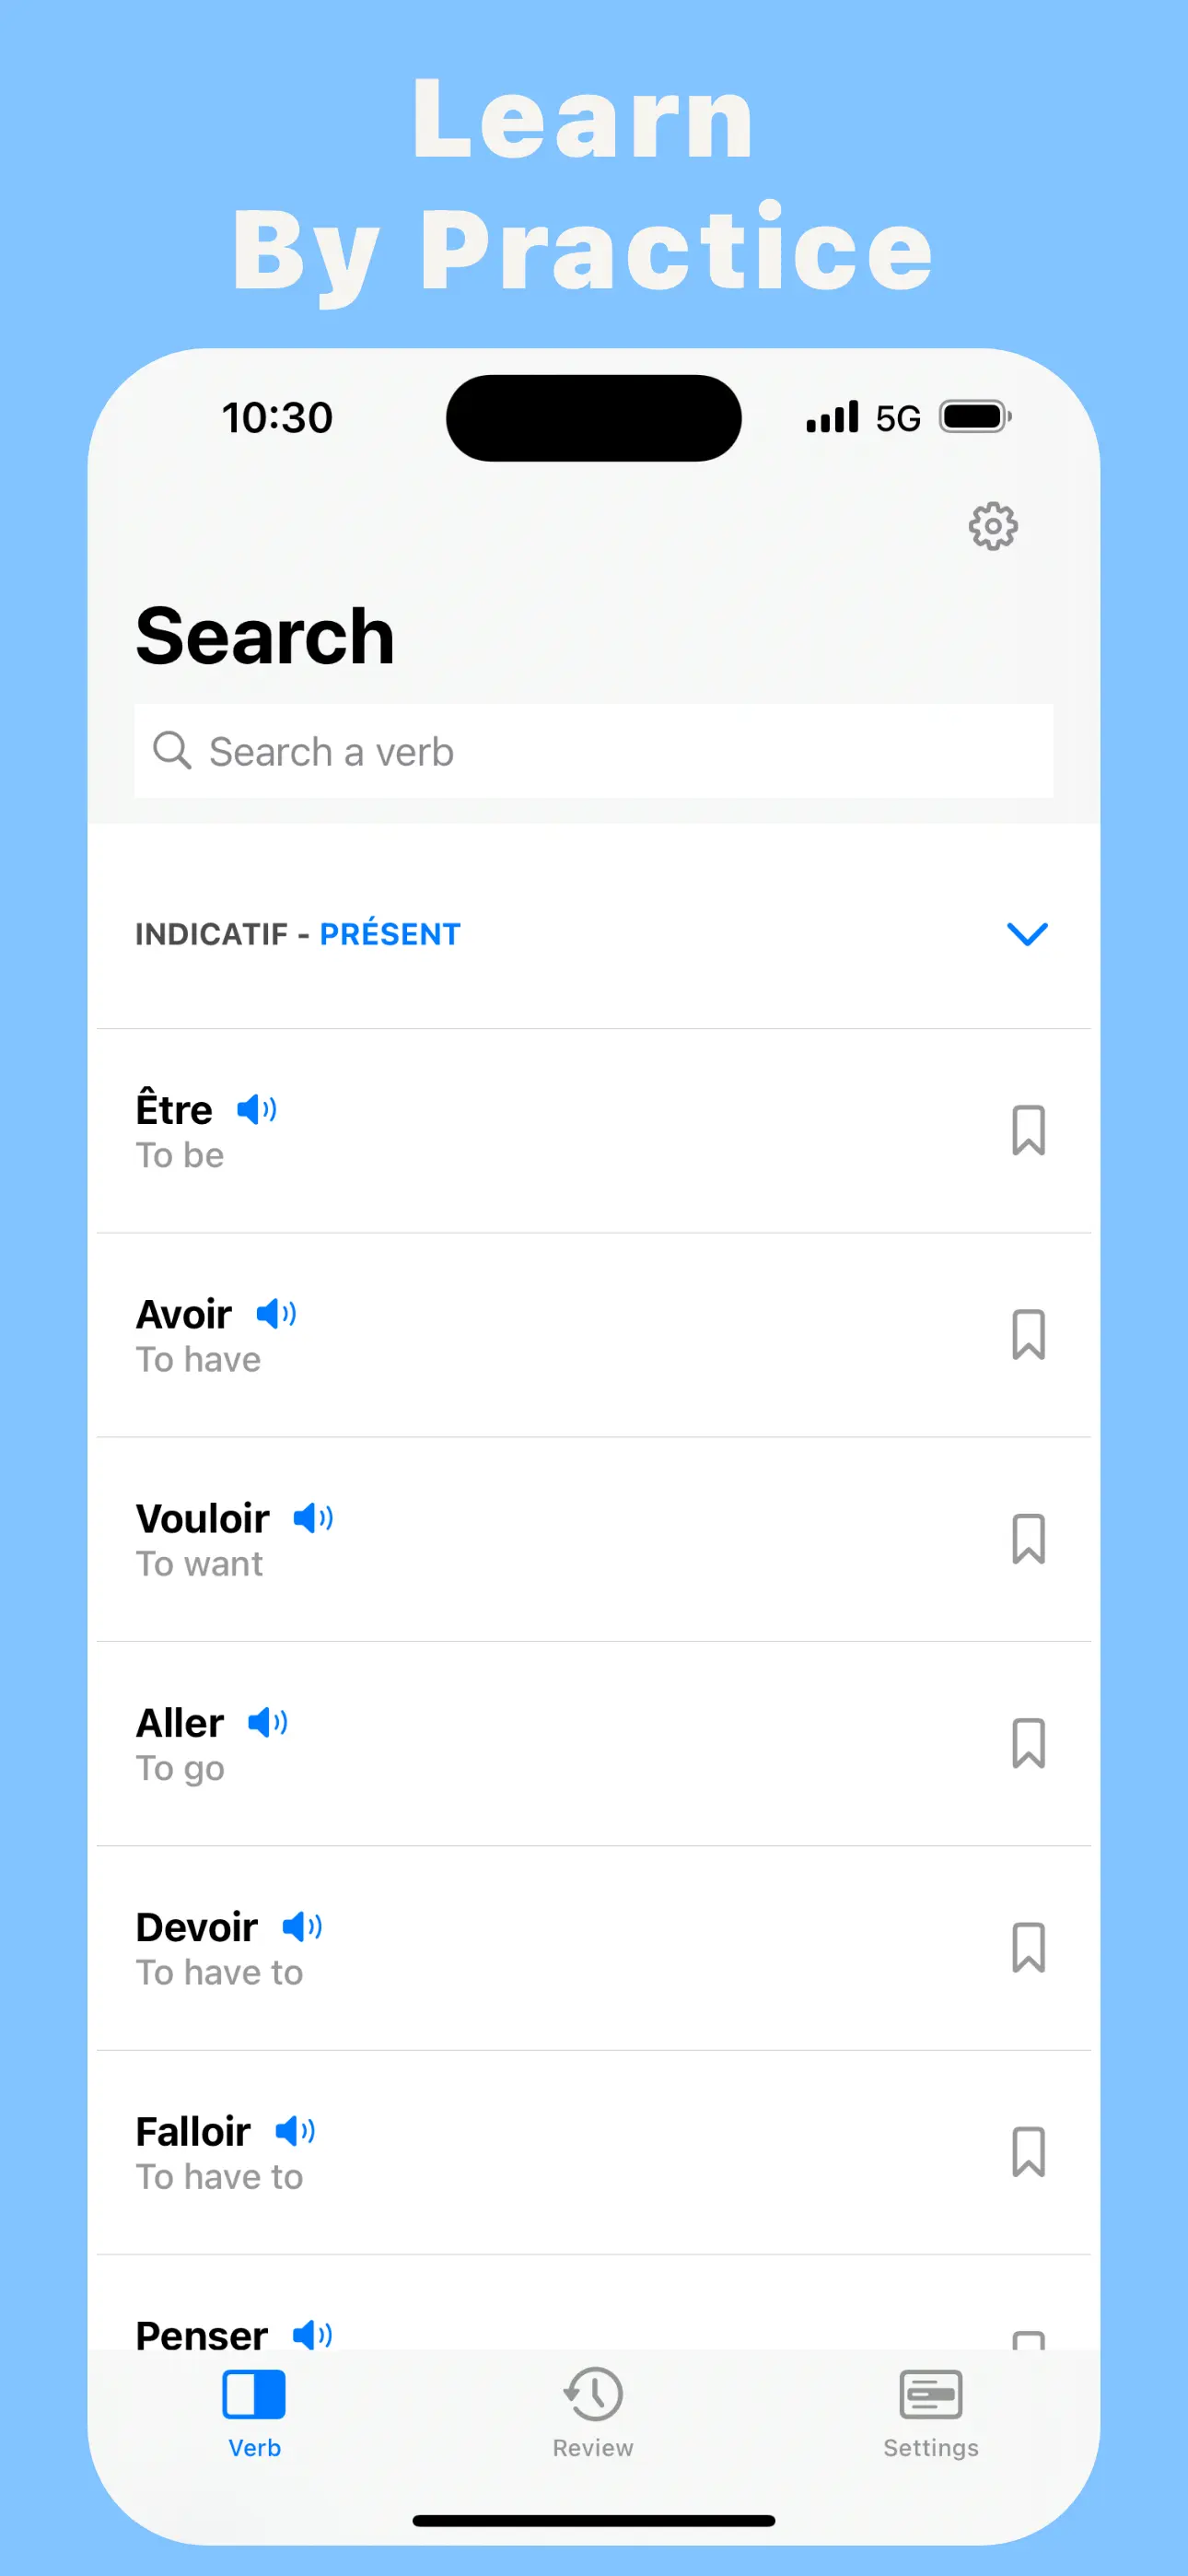 Learn
By Practice
10:30 5G
Search
Search a verb
INDICATIF - PRÉSENT
Être
To be
Avoir
To have
Vouloir
To want
Aller
To go
Devoir
To have to
Falloir
To have to
Penser
Verb Review Settings